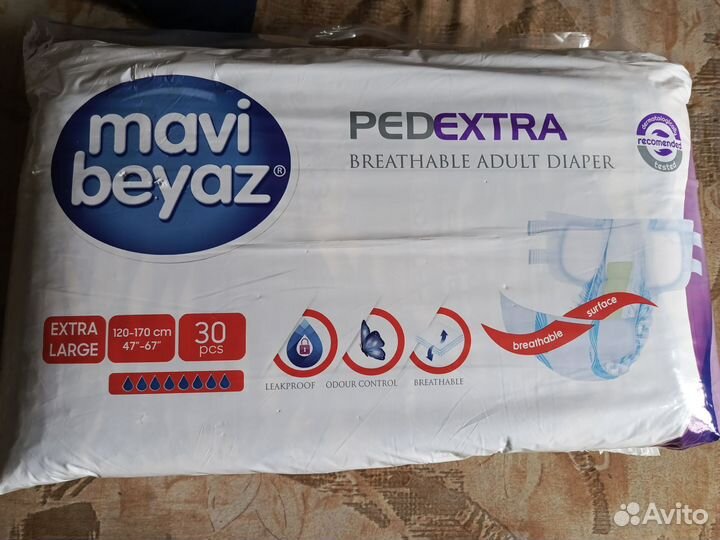 mavi
beyaz®
PEDEXTRA
BREATHABLE ADULT DIAPER
dermatologically
recomended
tested
EXTRA
LARGE
120-170 cm
47"-67"
30
pcs
LEAKPROOF
ODOUR CONTROL
BREATHABLE
breathable surface
Avito